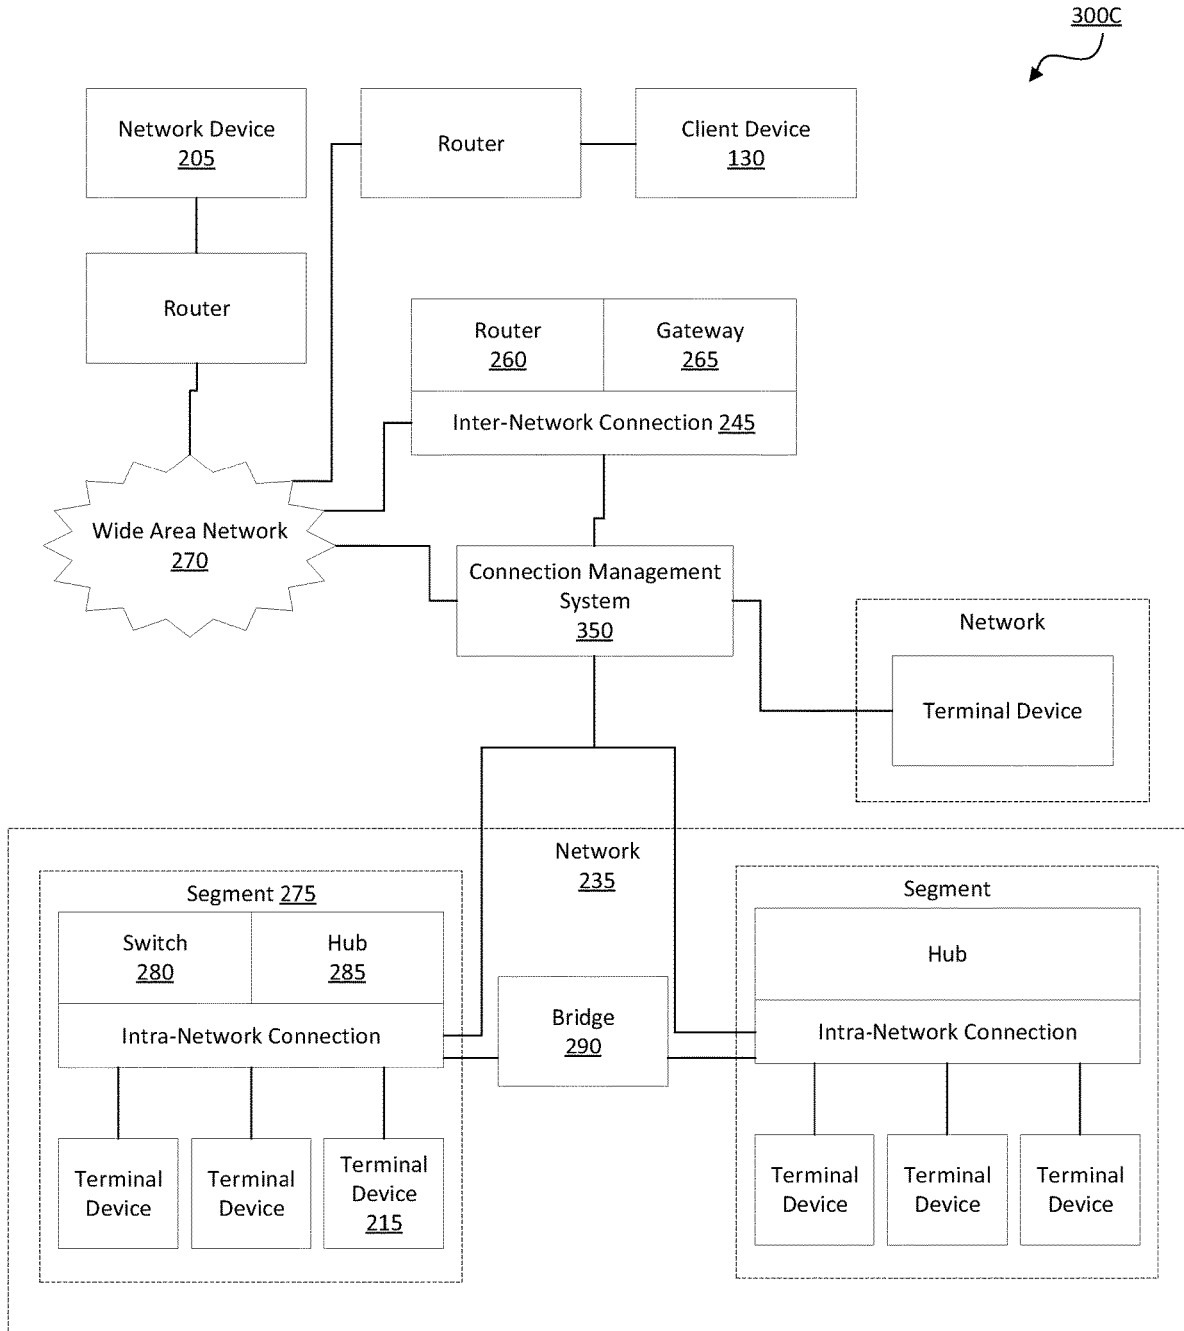 300C
Network Device
205
Router
Client Device
130
Router
Router
260
Gateway
265
Inter-Network Connection 245
Wide Area Network
270
Connection Management
System
350
Network
Terminal Device
Network
235
Segment 275
Switch
280
Hub
285
Intra-Network Connection
Bridge
290
Segment
Hub
Intra-Network Connection
Terminal
Device
Terminal
Device
Terminal
Device
215
Terminal
Device
Terminal
Device
Terminal
Device